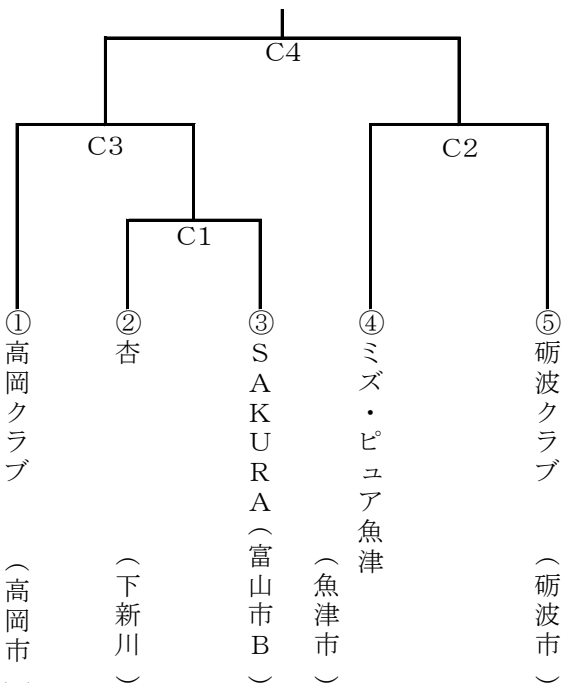 C4
C3
C2
C1
①高岡クラブ（高岡市）
②杏（下新川）
③SAKURA（富山市B）
④ミズ・ピュア魚津
（魚津市）
⑤砺波クラブ（砺波市）